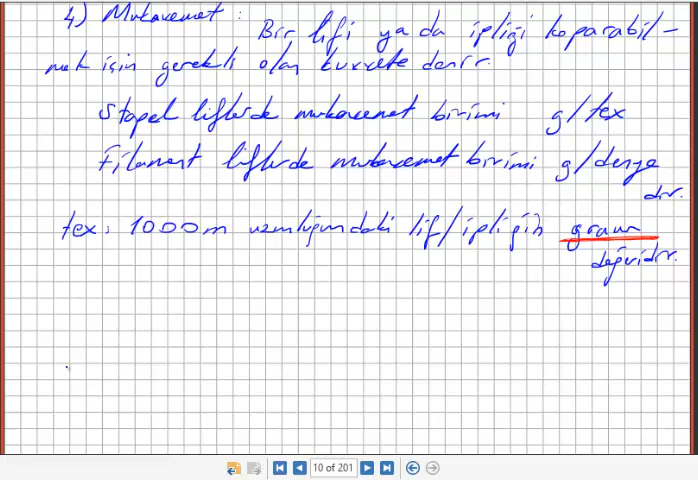 4) Mukavemet: Bir lifi ya da ipliği koparabil-
mek için gerekli olan kuvvete denir
Stapel liflerde mukavemet birimi g/tex
Filament liflerde mukavemet birimi g/denye
dir.
tex: 1000m uzunluğundaki lif/ipliğin gram
değeridir.
10 of 201